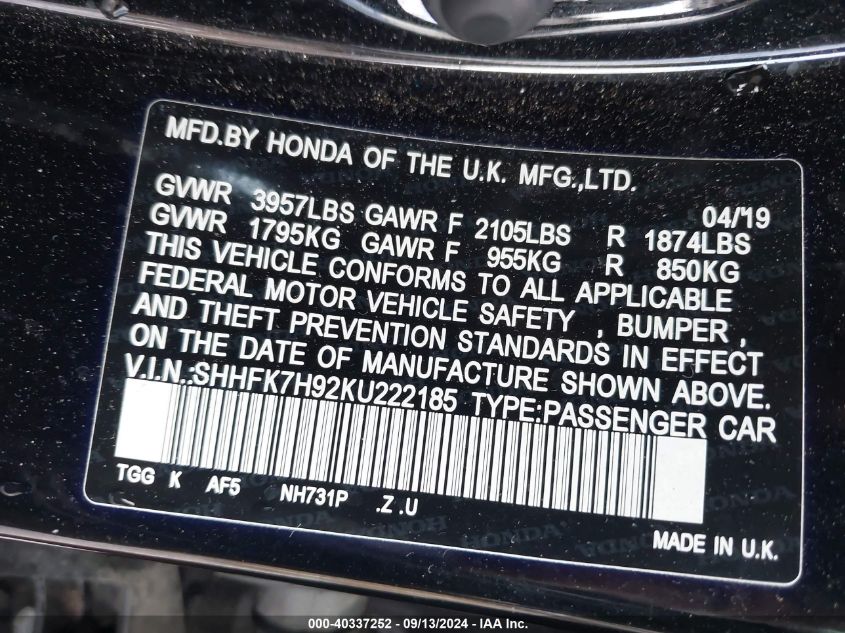 MFD.BY HONDA OF THE U.K. MFG.,LTD.
04/'19
GVWR 3957LBS GAWR F 2105LBS R 1874LBS
GVWR 1795KG GAWR F 955KG R 850KG
THIS VEHICLE CONFORMS TO ALL APPLICABLE
FEDERAL MOTOR VEHICLE SAFETY , BUMPER ,
AND THEFT PREVENTION STANDARDS IN EFFECT
ON THE DATE OF MANUFACTURE SHOWN ABOVE.
V.I.N.:SHHFK7H92KU222185 TYPE:PASSENGER CAR
TGG K AF5 NH731P .Z .U
MADE IN U.K.
000-40337252 - 09/13/2024 - IAA Inc.